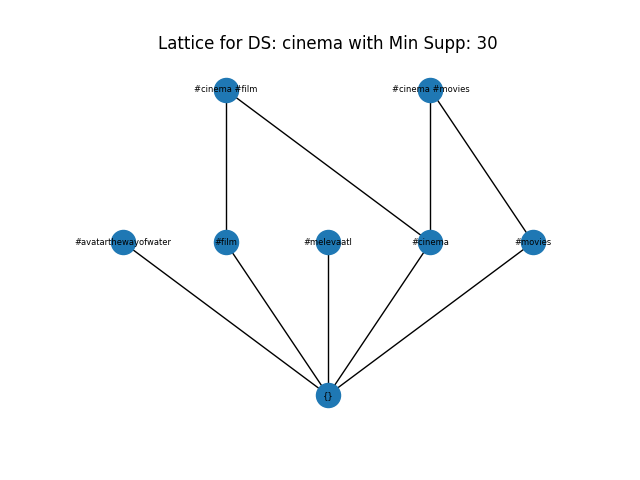 Lattice for DS: cinema with Min Supp: 30
#cinema #film
#cinema #movies
#avatarthewayofwater
#film
#melevaatl
#cinema
#movies
{}